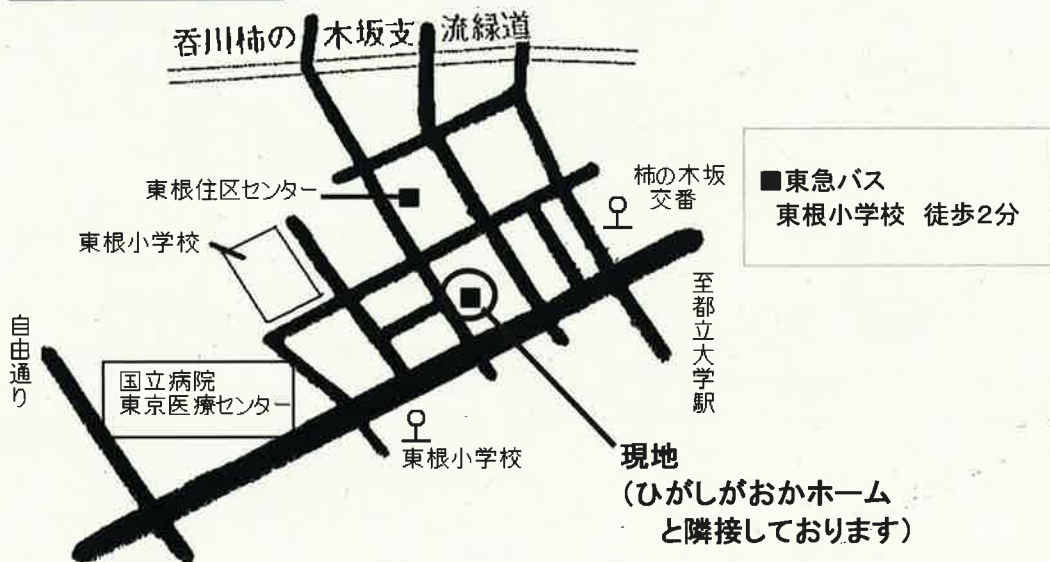 呑川柿の木坂支流緑道
東根住区センター
東根小学校
柿の木坂
交番
■東急バス
東根小学校 徒歩2分
至都立大学駅
自由通り
国立病院
東京医療センター
東根小学校
現地
(ひがしがおかホーム
と隣接しております)